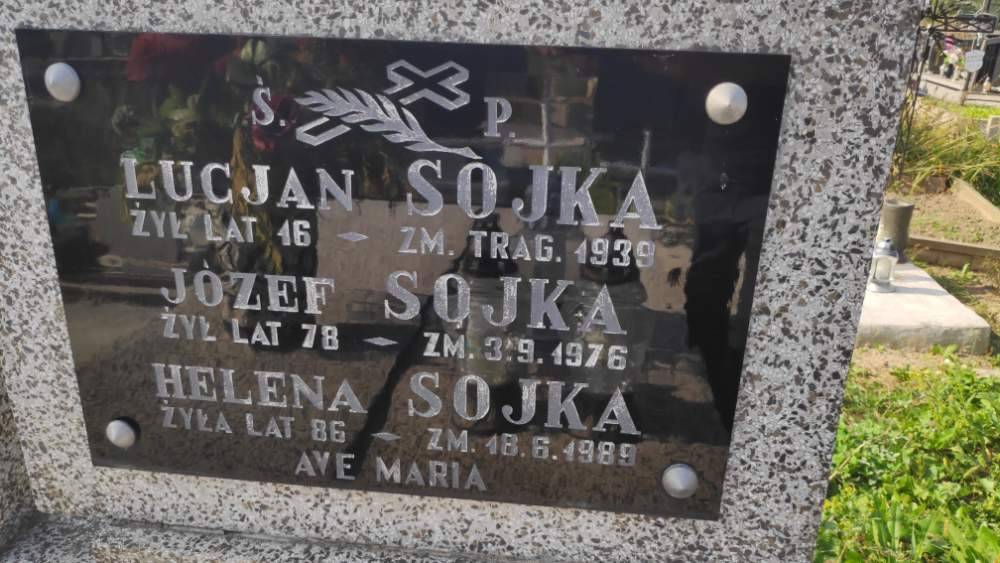 Ś. P.
LUCJAN SOJKA
ŻYŁ LAT 16 - ZM. TRAG. 1939
JÓZEF SOJKA
ŻYŁ LAT 78 - ZM. 3.9.1976
HELENA SOJKA
ŻYŁA LAT 86 - ZM. 18.6.1989
AVE MARIA